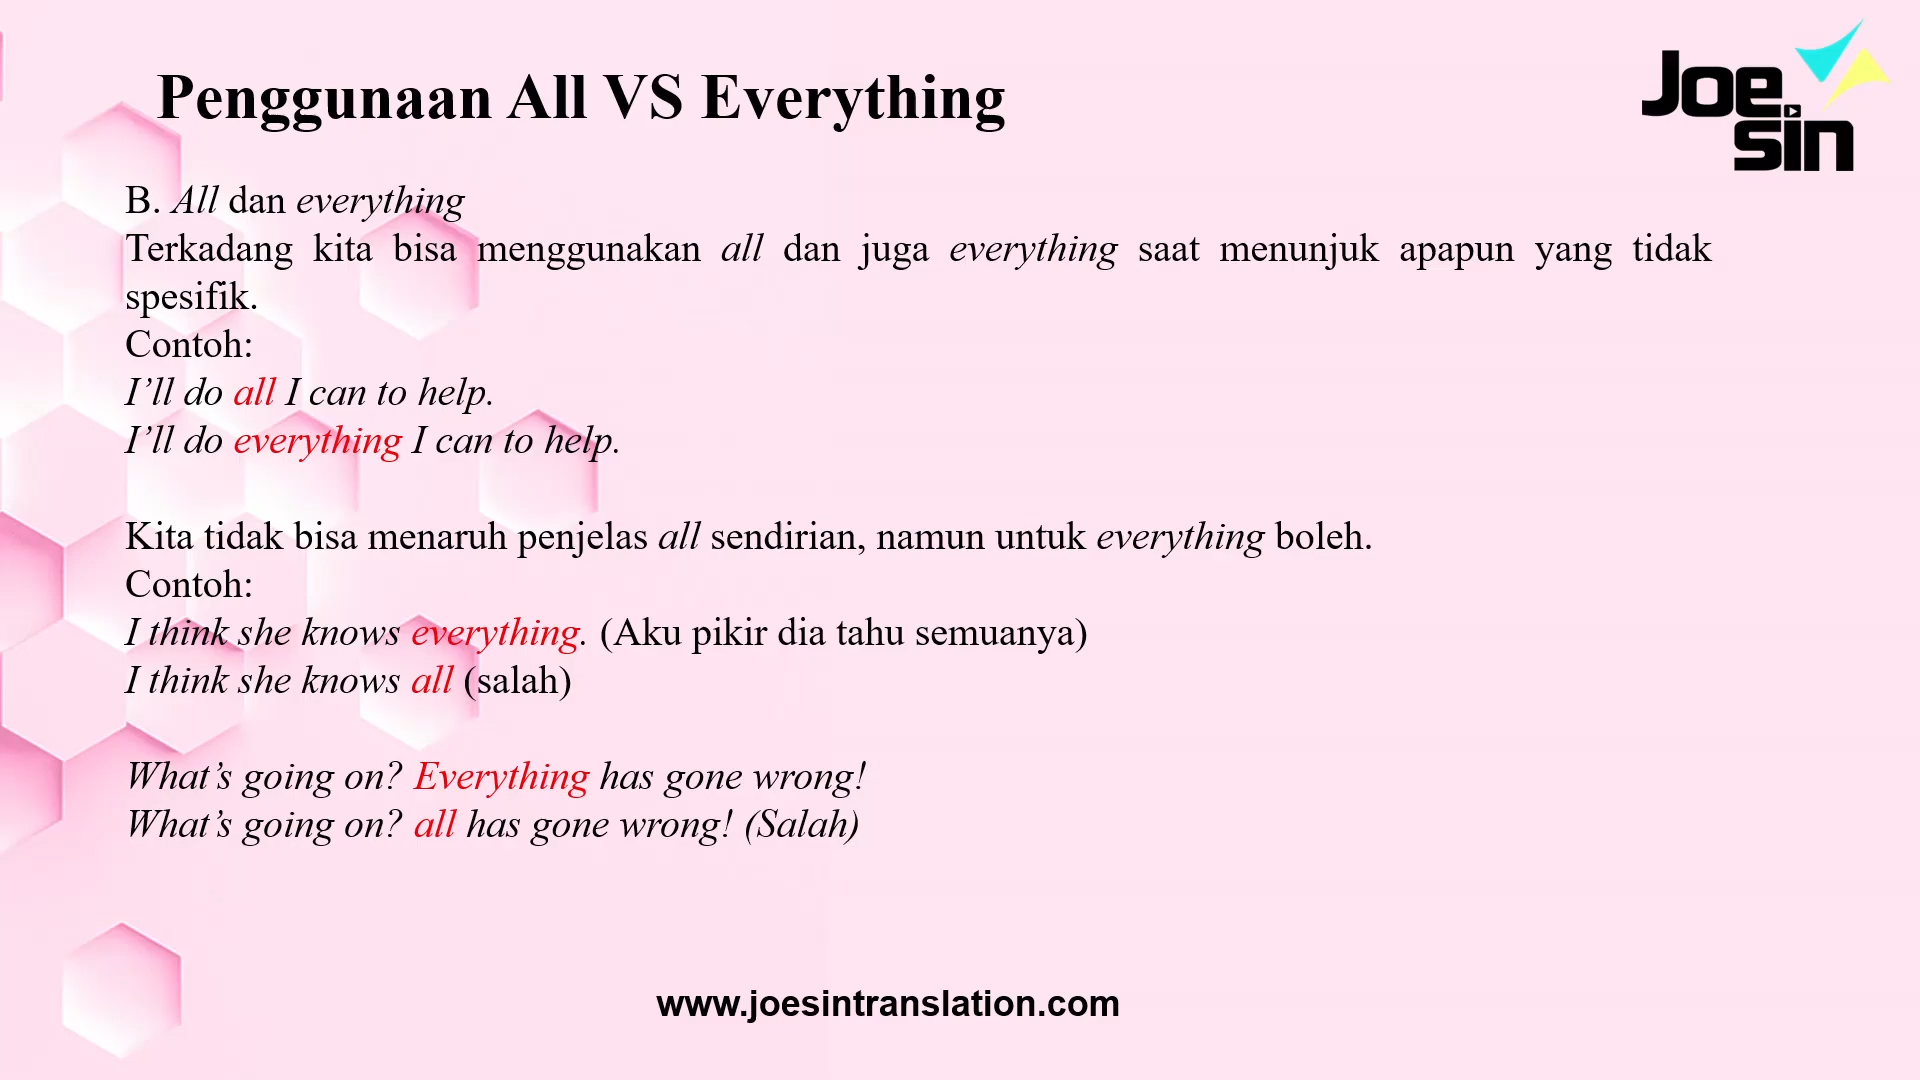 Penggunaan All VS Everything
Joe
sin
B. All dan everything
Terkadang kita bisa menggunakan all dan juga everything saat menunjuk apapun yang tidak
spesifik.
Contoh:
I’ll do all I can to help.
I’ll do everything I can to help.
Kita tidak bisa menaruh penjelas all sendirian, namun untuk everything boleh.
Contoh:
I think she knows everything. (Aku pikir dia tahu semuanya)
I think she knows all (salah)
What’s going on? Everything has gone wrong!
What’s going on? all has gone wrong! (Salah)
www.joesintranslation.com